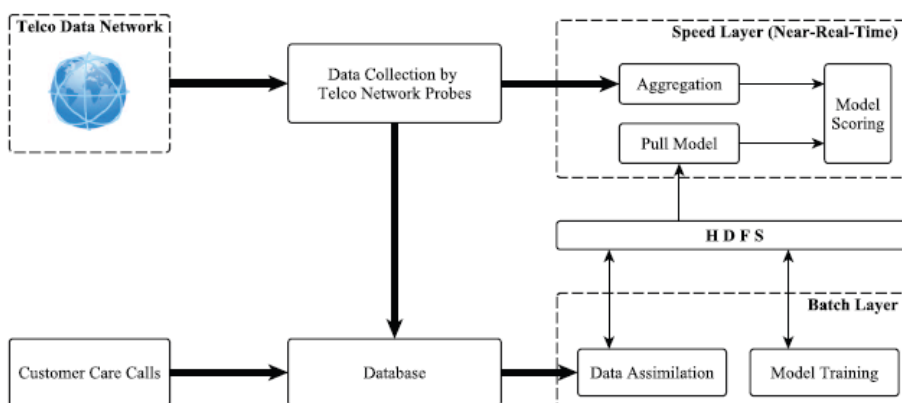 Telco Data Network
Data Collection by
Telco Network Probes
Speed Layer (Near-Real-Time)
Aggregation
Pull Model
Model
Scoring
H D F S
Batch Layer
Customer Care Calls
Database
Data Assimilation
Model Training